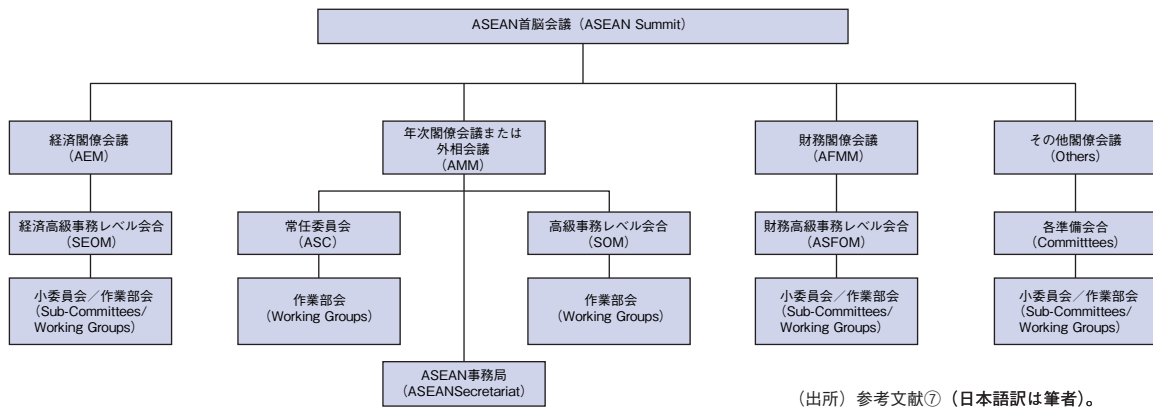 ASEAN首脳会議（ASEAN Summit）
経済閣僚会議
（AEM）
年次閣僚会議または
外相会議
（AMM）
財務閣僚会議
（AFMM）
その他閣僚会議
（Others）
経済高級事務レベル会合
（SEOM）
常任委員会
（ASC）
高級事務レベル会合
（SOM）
財務高級事務レベル会合
（ASFOM）
各準備会合
（Committtees）
小委員会／作業部会
（Sub-Committees/
Working Groups）
作業部会
（Working Groups）
作業部会
（Working Groups）
小委員会／作業部会
（Sub-Committees/
Working Groups）
小委員会／作業部会
（Sub-Committees/
Working Groups）
ASEAN事務局
（ASEANSecretariat）
（出所）参考文献⑦（日本語訳は筆者）。